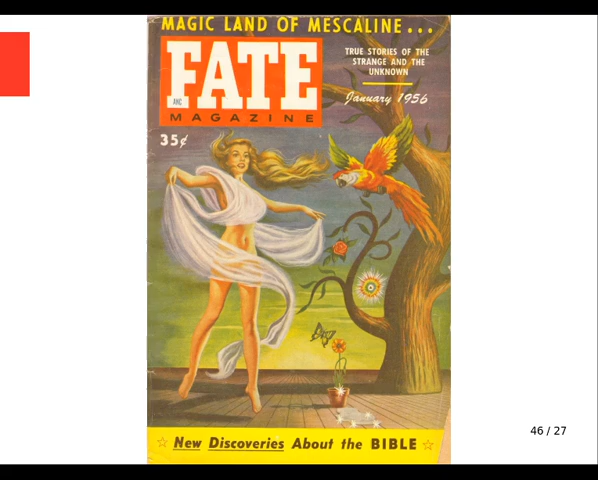 MAGIC LAND OF MESCALINE...
FATE
MAGAZINE
TRUE STORIES OF THE
STRANGE AND THE
UNKNOWN
January 1956
35¢
46 / 27
☆ New Discoveries About the BIBLE ☆